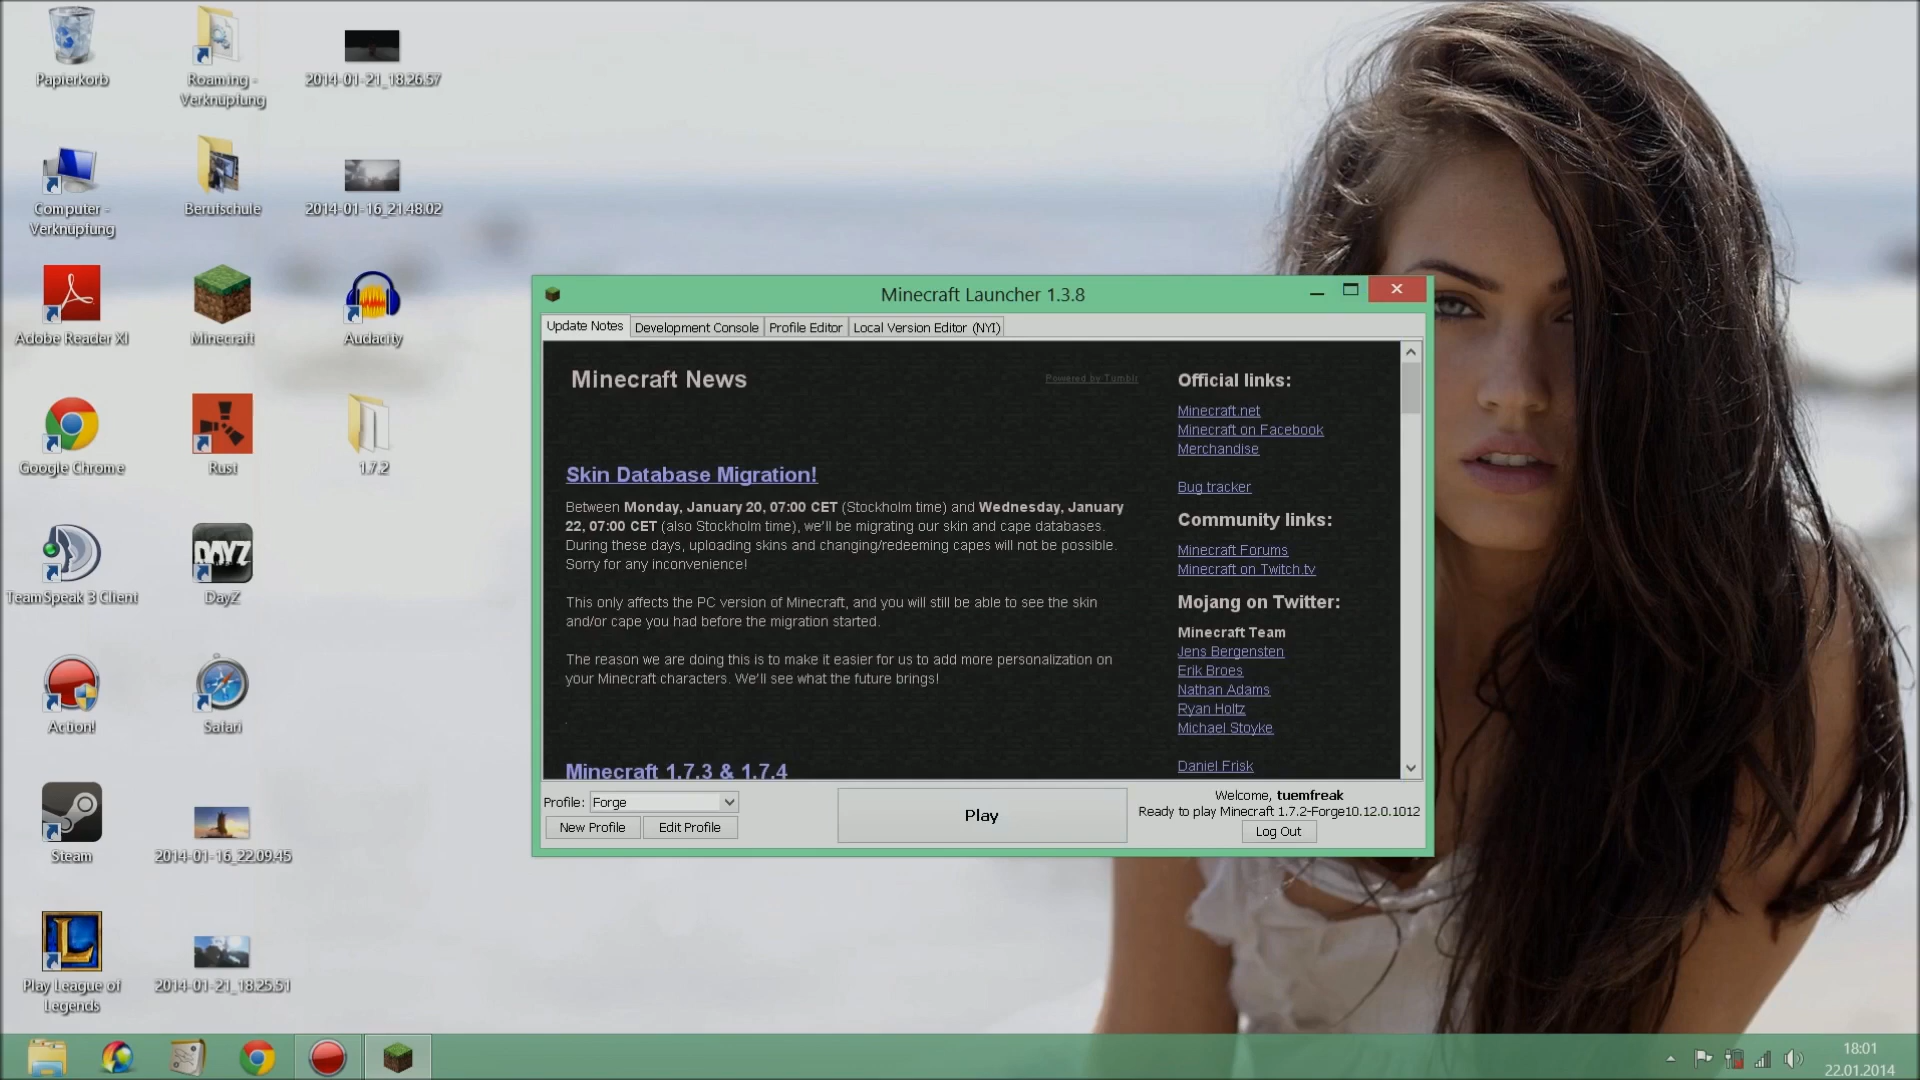 Papierkorb
Roaming - Verknüpfung
2014-01-21_18.26.57
Computer - Verknüpfung
Berufschule
2014-01-16_21.48.02
Adobe Reader XI
Minecraft
Audacity
Google Chrome
Rust
1.7.2
TeamSpeak 3 Client
DAYZ
DayZ
Action!
Safari
Steam
2014-01-16_22.09.45
L
Play League of Legends
2014-01-21_18.25.51
Minecraft Launcher 1.3.8
Update Notes
Development Console
Profile Editor
Local Version Editor (NYI)
Minecraft News
Powered by Tumblr
Skin Database Migration!
Between Monday, January 20, 07:00 CET (Stockholm time) and Wednesday, January
22, 07:00 CET (also Stockholm time), we'll be migrating our skin and cape databases.
During these days, uploading skins and changing/redeeming capes will not be possible.
Sorry for any inconvenience!
This only affects the PC version of Minecraft, and you will still be able to see the skin
and/or cape you had before the migration started.
The reason we are doing this is to make it easier for us to add more personalization on
your Minecraft characters. We'll see what the future brings!
Minecraft 1.7.3 & 1.7.4
Official links:
Minecraft.net
Minecraft on Facebook
Merchandise
Bug tracker
Community links:
Minecraft Forums
Minecraft on Twitch.tv
Mojang on Twitter:
Minecraft Team
Jens Bergensten
Erik Broes
Nathan Adams
Ryan Holtz
Michael Stoyke
Daniel Frisk
Profile: Forge
New Profile
Edit Profile
Play
Welcome, tuemfreak
Ready to play Minecraft 1.7.2-Forge10.12.0.1012
Log Out
18:01
22.01.2014